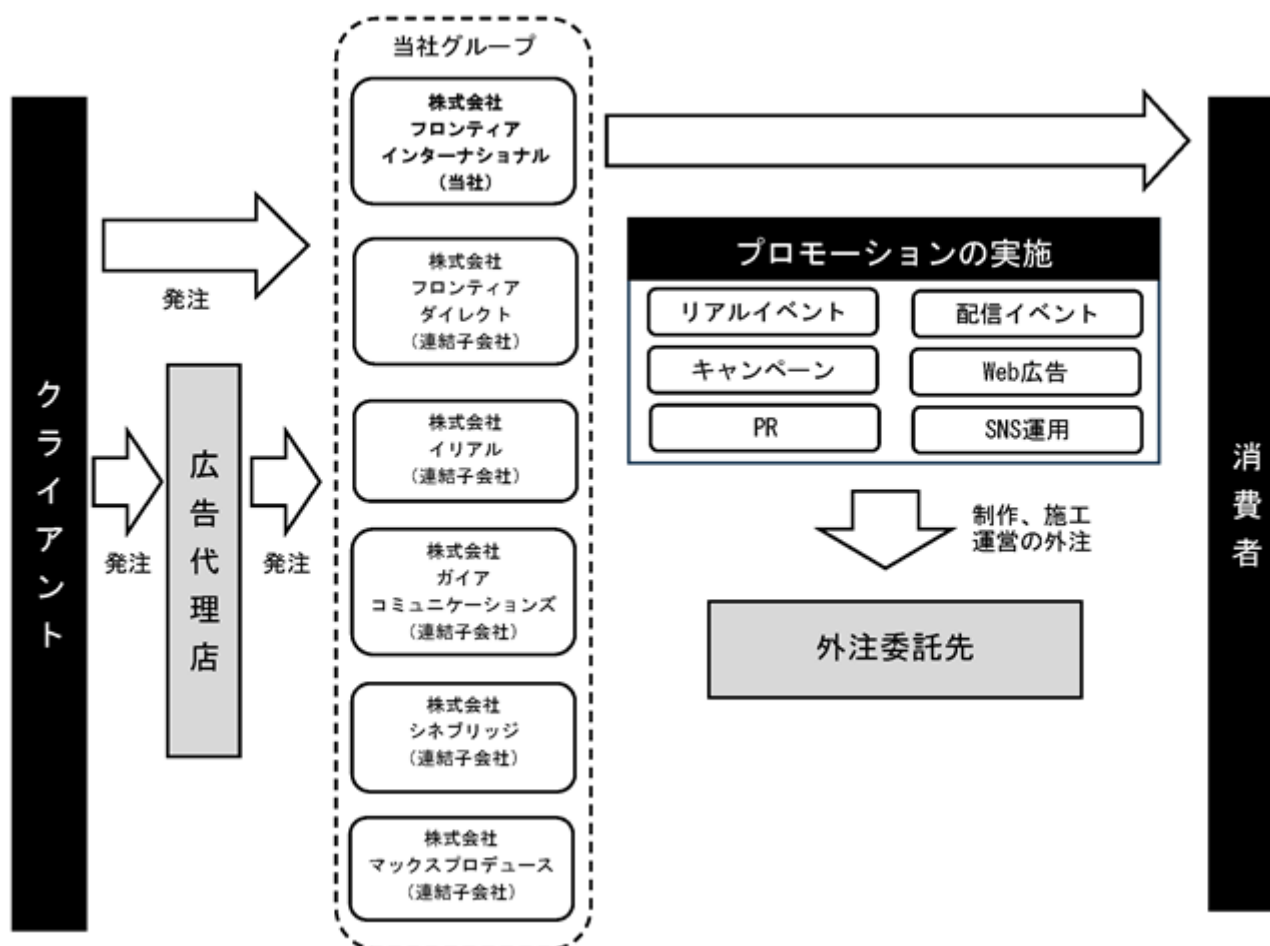 当社グループ
株式会社
フロンティア
インターナショナル
(当社)
株式会社
フロンティア
ダイレクト
(連結子会社)
株式会社
イリアル
(連結子会社)
株式会社
ガイア
コミュニケーションズ
(連結子会社)
株式会社
シネブリッジ
(連結子会社)
株式会社
マックスプロデュース
(連結子会社)
クライアント
発注
発注
広告代理店
発注
プロモーションの実施
リアルイベント
配信イベント
キャンペーン
Web広告
PR
SNS運用
制作、施工
運営の外注
外注委託先
消費者